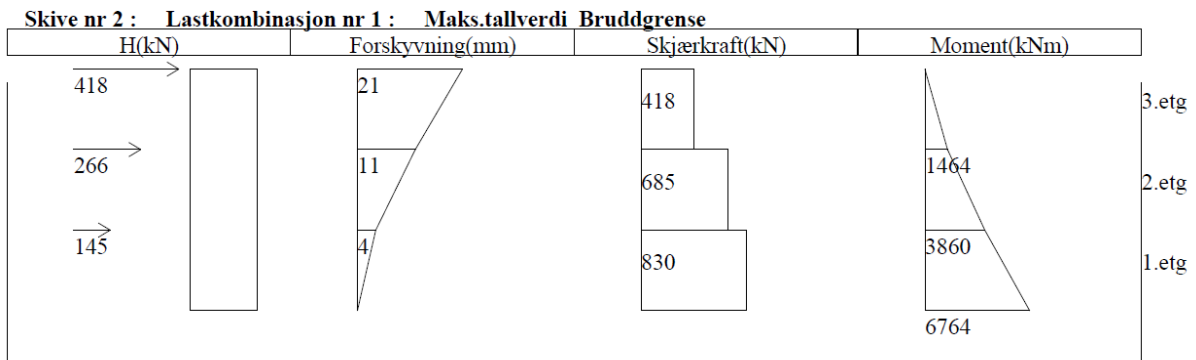 Skive nr 2 : Lastkombinasjon nr 1 : Maks.tallverdi Bruddgrense
H(kN) Forskyvning(mm) Skjærkraft(kN) Moment(kNm)
418 21 418 3.etg
266 11 685 1464 2.etg
145 4 830 3860 1.etg
6764